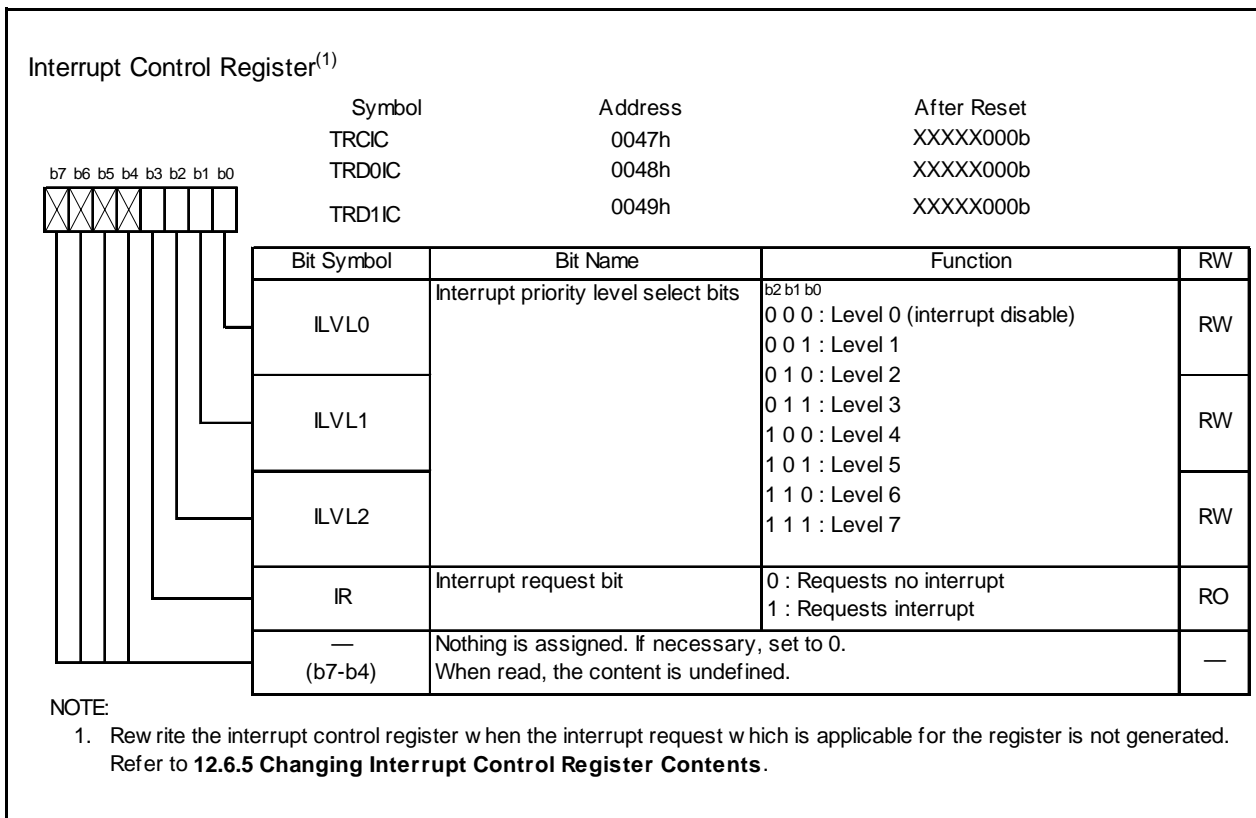 Interrupt Control Register(1)
Symbol Address After Reset
TRCIC 0047h XXXXX000b
TRD0IC 0048h XXXXX000b
TRD1IC 0049h XXXXX000b
b7 b6 b5 b4 b3 b2 b1 b0
Bit Symbol Bit Name Function RW
ILVL0 Interrupt priority level select bits b2 b1 b0
0 0 0 : Level 0 (interrupt disable)
0 0 1 : Level 1
0 1 0 : Level 2
RW
ILVL1 0 1 1 : Level 3
1 0 0 : Level 4
1 0 1 : Level 5
RW
ILVL2 1 1 0 : Level 6
1 1 1 : Level 7
RW
IR Interrupt request bit 0 : Requests no interrupt
1 : Requests interrupt
RO
—
(b7-b4)
Nothing is assigned. If necessary, set to 0.
When read, the content is undefined.
—
NOTE:
1. Rew rite the interrupt control register w hen the interrupt request w hich is applicable for the register is not generated.
Refer to 12.6.5 Changing Interrupt Control Register Contents.